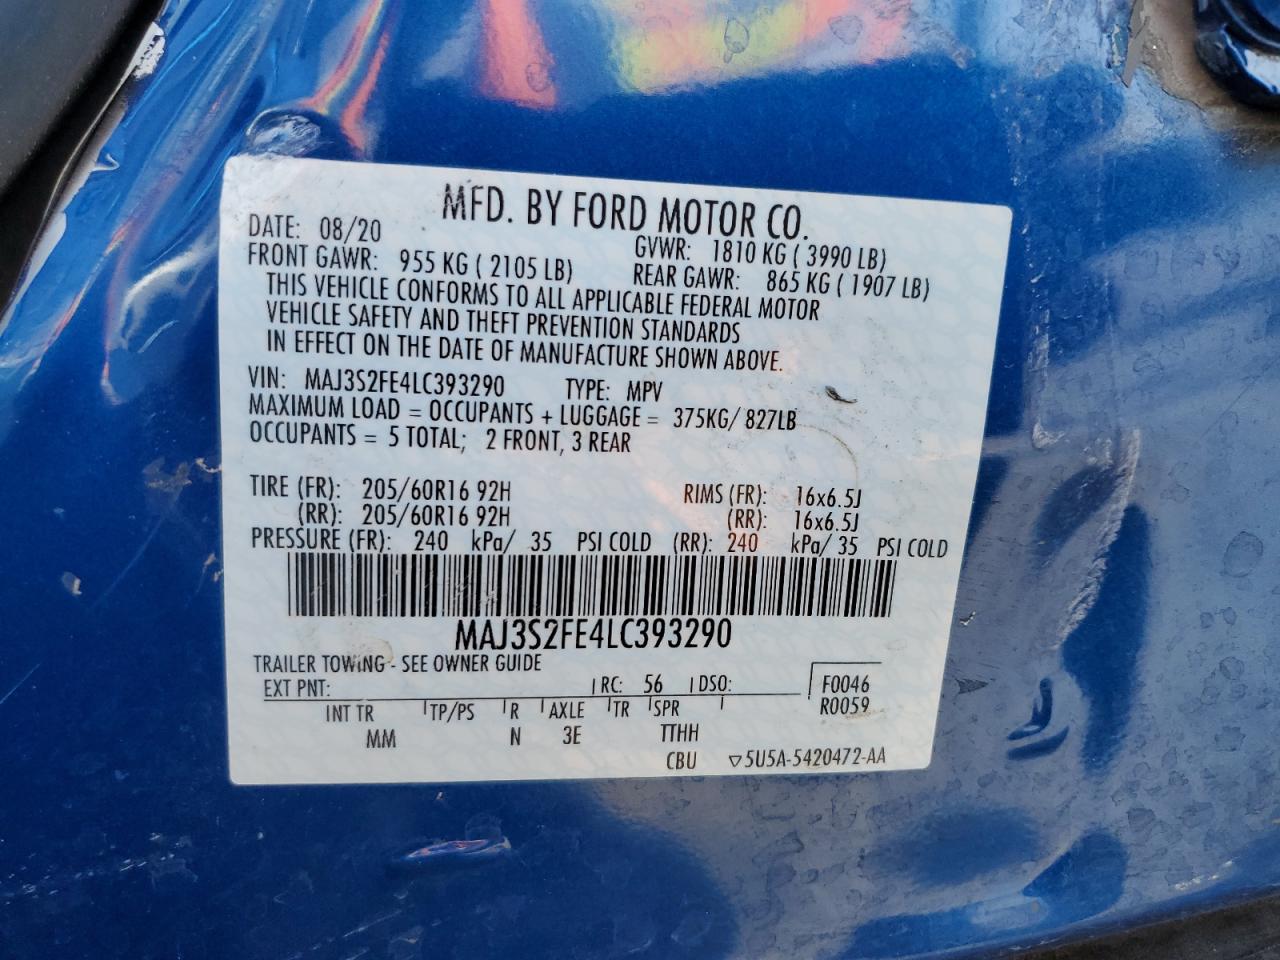 MFD. BY FORD MOTOR CO.
DATE: 08/20 GVWR: 1810 KG ( 3990 LB)
FRONT GAWR: 955 KG ( 2105 LB) REAR GAWR: 865 KG ( 1907 LB)
THIS VEHICLE CONFORMS TO ALL APPLICABLE FEDERAL MOTOR
VEHICLE SAFETY AND THEFT PREVENTION STANDARDS
IN EFFECT ON THE DATE OF MANUFACTURE SHOWN ABOVE.
VIN: MAJ3S2FE4LC393290 TYPE: MPV
MAXIMUM LOAD = OCCUPANTS + LUGGAGE = 375KG/ 827LB
OCCUPANTS = 5 TOTAL; 2 FRONT, 3 REAR
TIRE (FR): 205/60R16 92H RIMS (FR): 16x6.5J
(RR): 205/60R16 92H (RR): 16x6.5J
PRESSURE (FR): 240 kPa/ 35 PSI COLD (RR): 240 kPa/ 35 PSI COLD
MAJ3S2FE4LC393290
TRAILER TOWING - SEE OWNER GUIDE
EXT PNT: RC: 56 DSO: F0046
R0059
INT TR TP/PS R AXLE TR SPR
MM N 3E TTHH
CBU ▽5U5A-5420472-AA